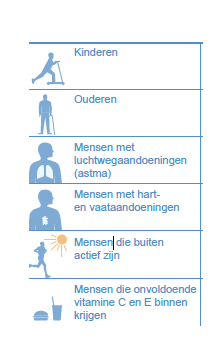 Kinderen
Ouderen
Mensen met
luchtwegaandoeningen
(astma)
Mensen met hart-
en vaataandoeningen
Mensen die buiten
actief zijn
Mensen die onvoldoende
vitamine C en E binnen
krijgen